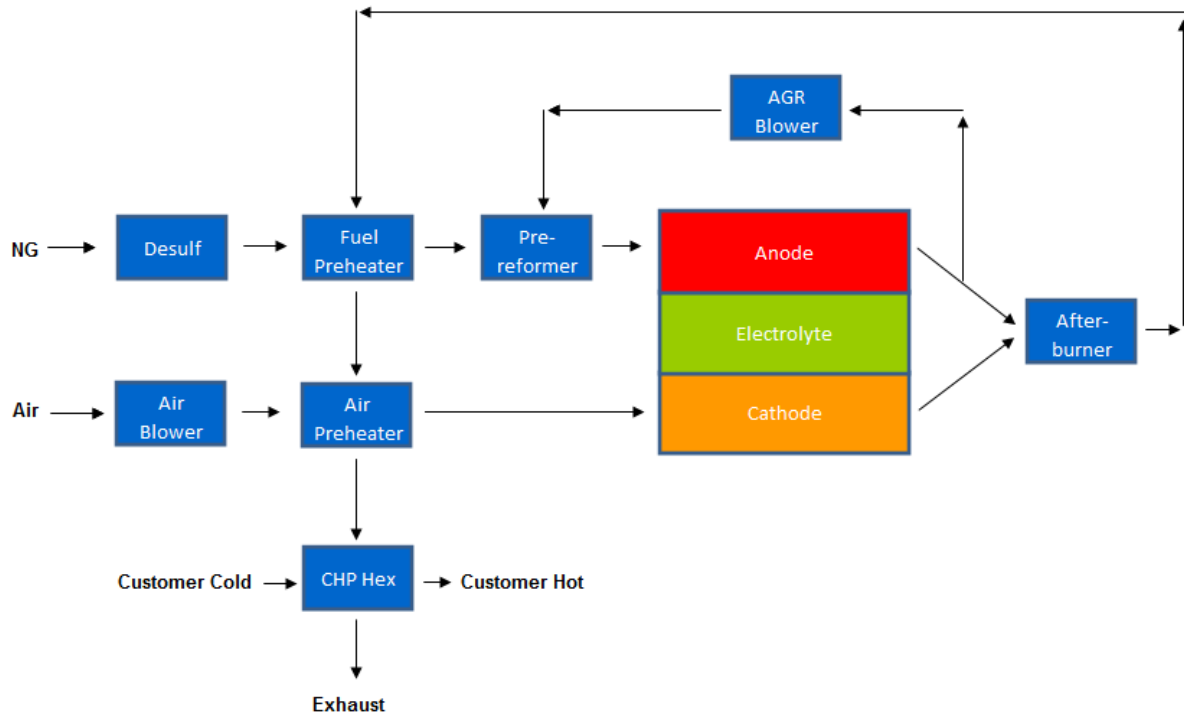 AGR
Blower
NG
Desulf
Fuel
Preheater
Pre-
reformer
Anode
Electrolyte
After-
burner
Air
Air
Blower
Air
Preheater
Cathode
Customer Cold
CHP Hex
Customer Hot
Exhaust